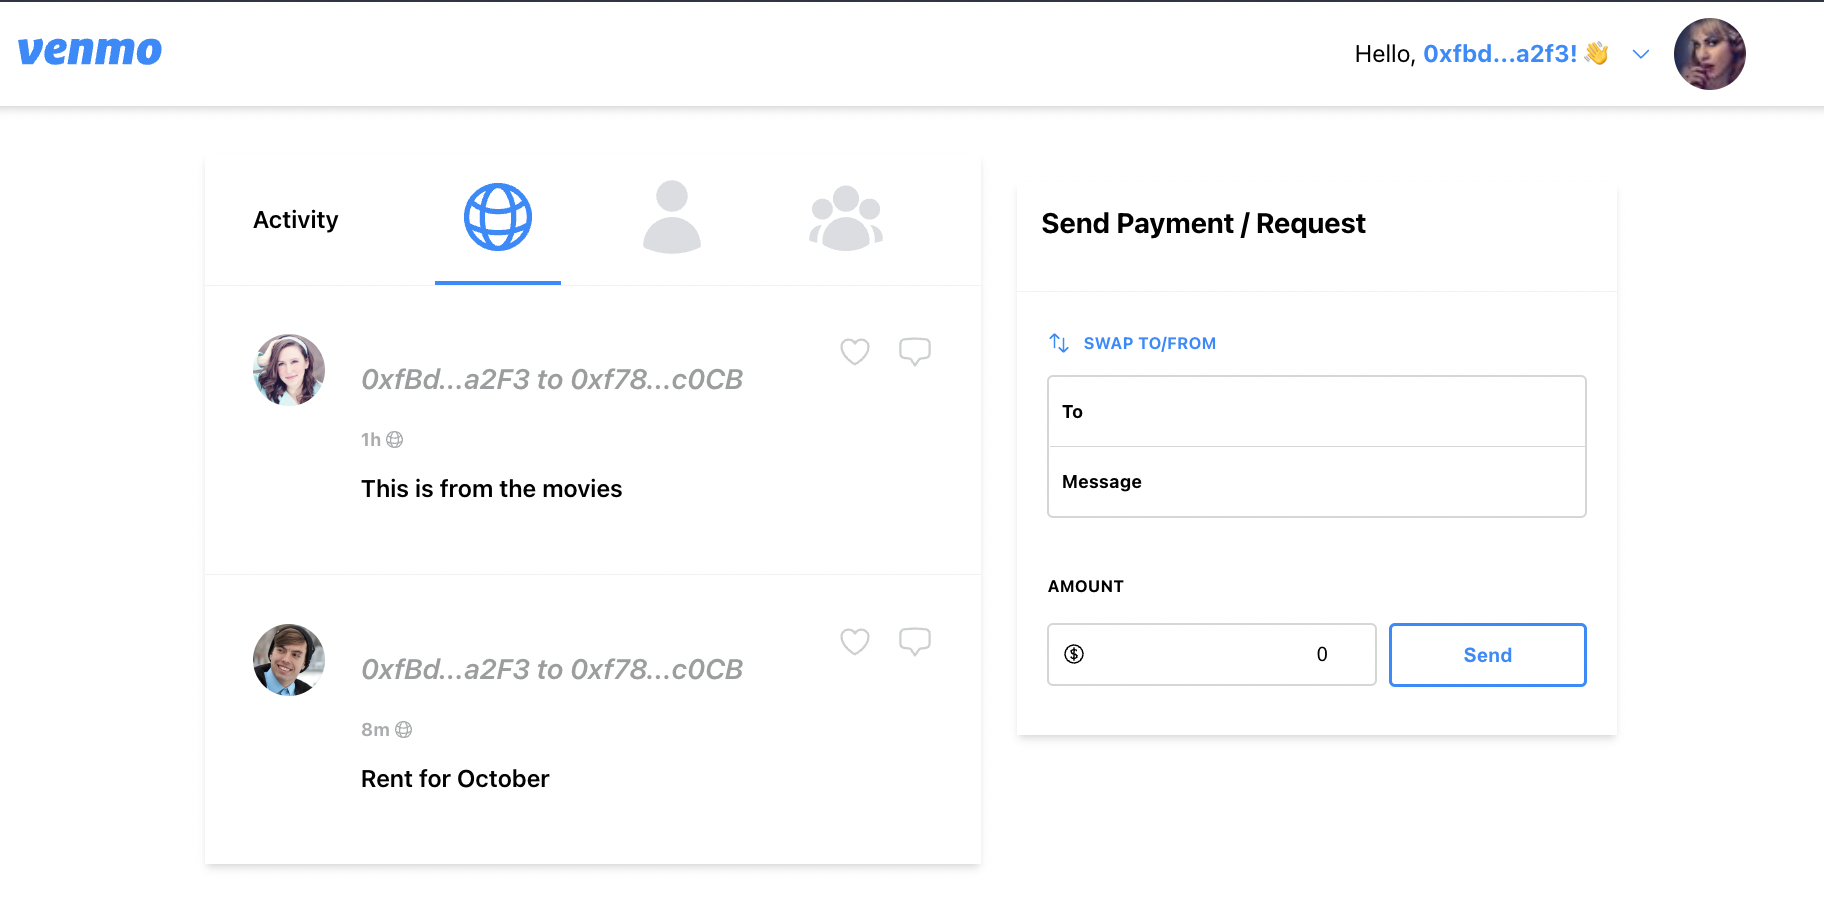 venmo
Hello, 0xfbd...a2f3! 👋
Activity
0xfBd...a2F3 to 0xf78...c0CB
1h
This is from the movies
0xfBd...a2F3 to 0xf78...c0CB
8m
Rent for October
Send Payment / Request
SWAP TO/FROM
To
Message
AMOUNT
$ 0
Send